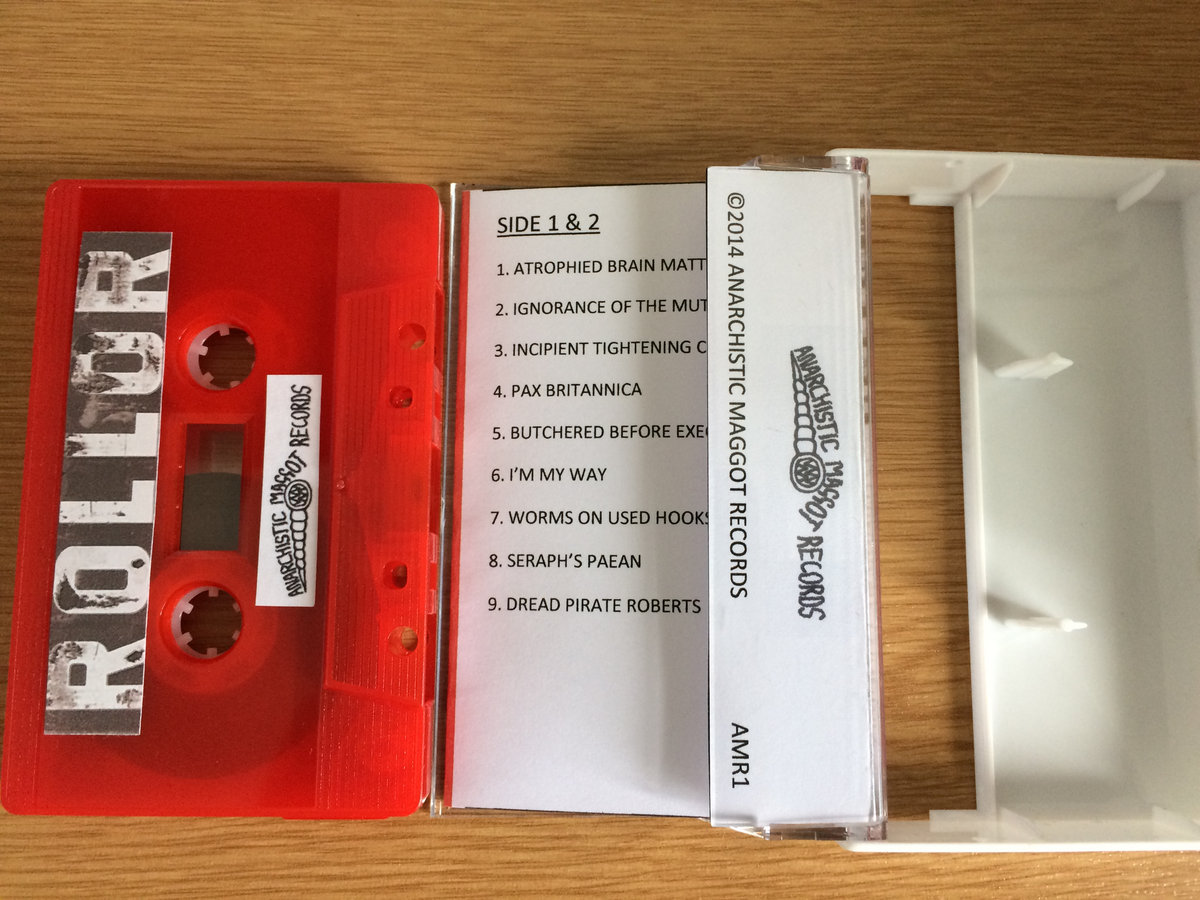 ROLLOR
ANARCHISTIC MAGGOT RECORDS
SIDE 1 & 2
1. ATROPHIED BRAIN MATT
2. IGNORANCE OF THE MUT
3. INCIPIENT TIGHTENING C
4. PAX BRITANNICA
5. BUTCHERED BEFORE EXE
6. I'M MY WAY
7. WORMS ON USED HOOKS
8. SERAPH'S PAEAN
9. DREAD PIRATE ROBERTS
©2014 ANARCHISTIC MAGGOT RECORDS
AMR1
ANARCHISTIC MAGGOT RECORDS